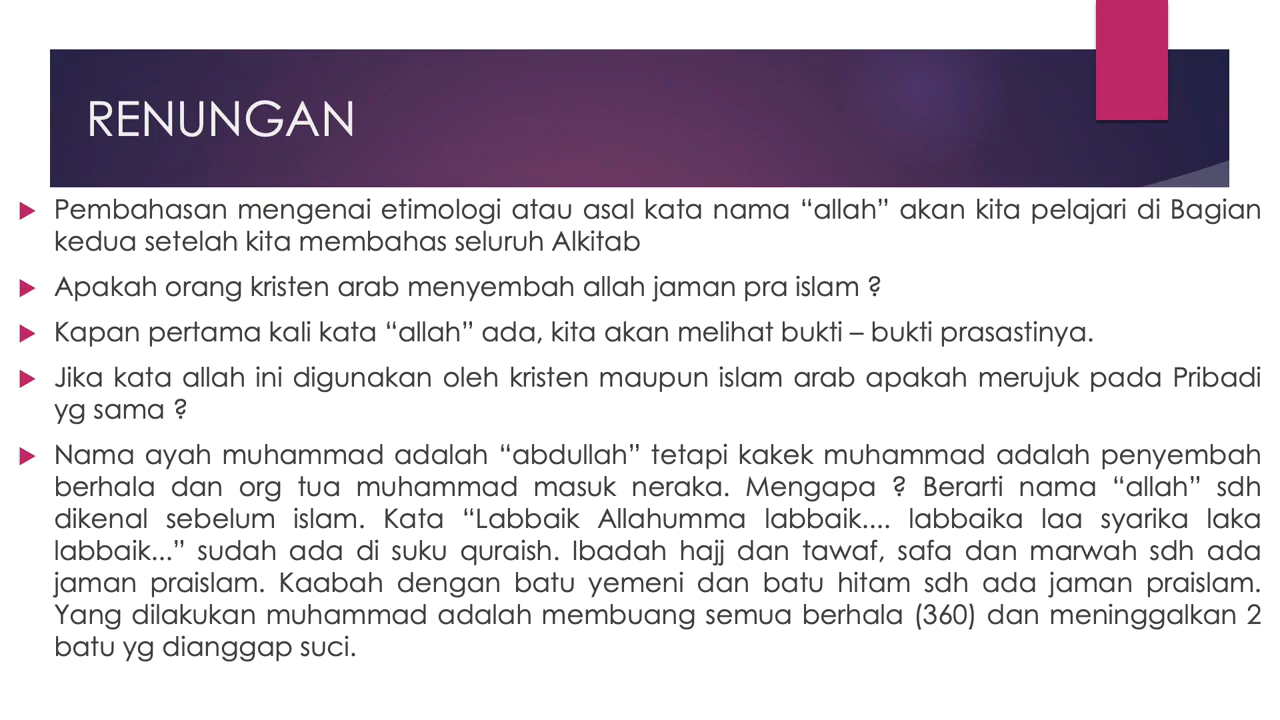 RENUNGAN
Pembahasan mengenai etimologi atau asal kata nama “allah” akan kita pelajari di Bagian
kedua setelah kita membahas seluruh Alkitab
Apakah orang kristen arab menyembah allah jaman pra islam ?
Kapan pertama kali kata “allah” ada, kita akan melihat bukti – bukti prasastinya.
Jika kata allah ini digunakan oleh kristen maupun islam arab apakah merujuk pada Pribadi
yg sama ?
Nama ayah muhammad adalah “abdullah” tetapi kakek muhammad adalah penyembah
berhala dan org tua muhammad masuk neraka. Mengapa ? Berarti nama “allah” sdh
dikenal sebelum islam. Kata “Labbaik Allahumma labbaik.... labbaika laa syarika laka
labbaik...” sudah ada di suku quraish. Ibadah hajj dan tawaf, safa dan marwah sdh ada
jaman praislam. Kaabah dengan batu yemeni dan batu hitam sdh ada jaman praislam.
Yang dilakukan muhammad adalah membuang semua berhala (360) dan meninggalkan 2
batu yg dianggap suci.